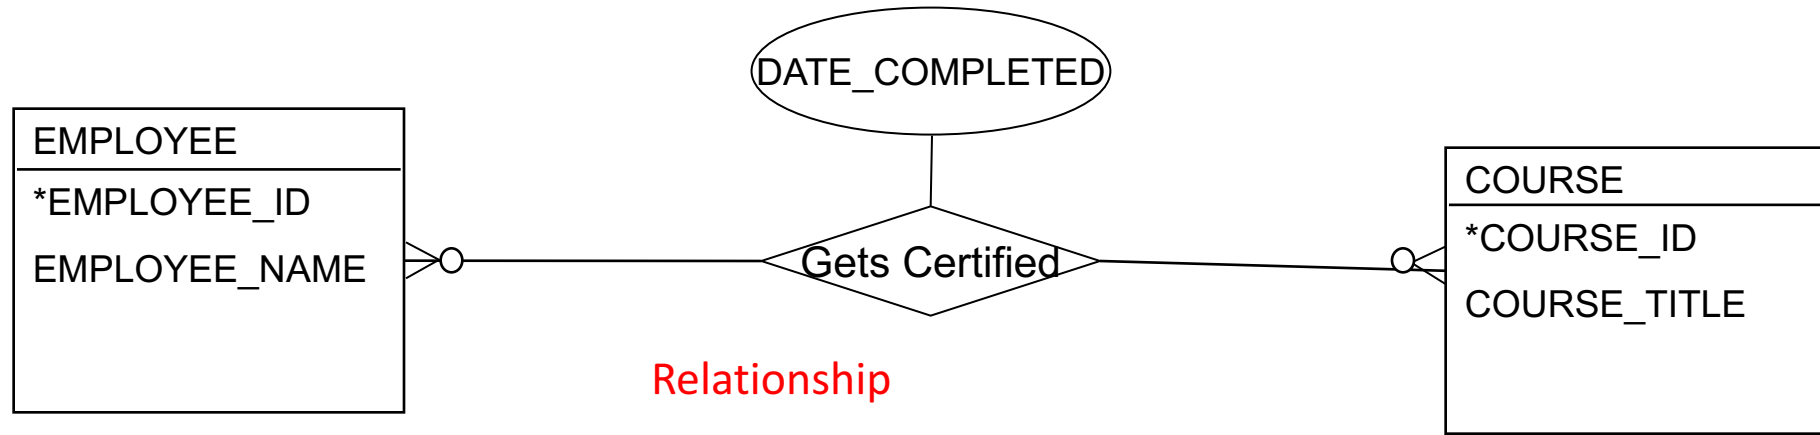 DATE_COMPLETED
EMPLOYEE
*EMPLOYEE_ID
EMPLOYEE_NAME
Gets Certified
COURSE
*COURSE_ID
COURSE_TITLE
Relationship